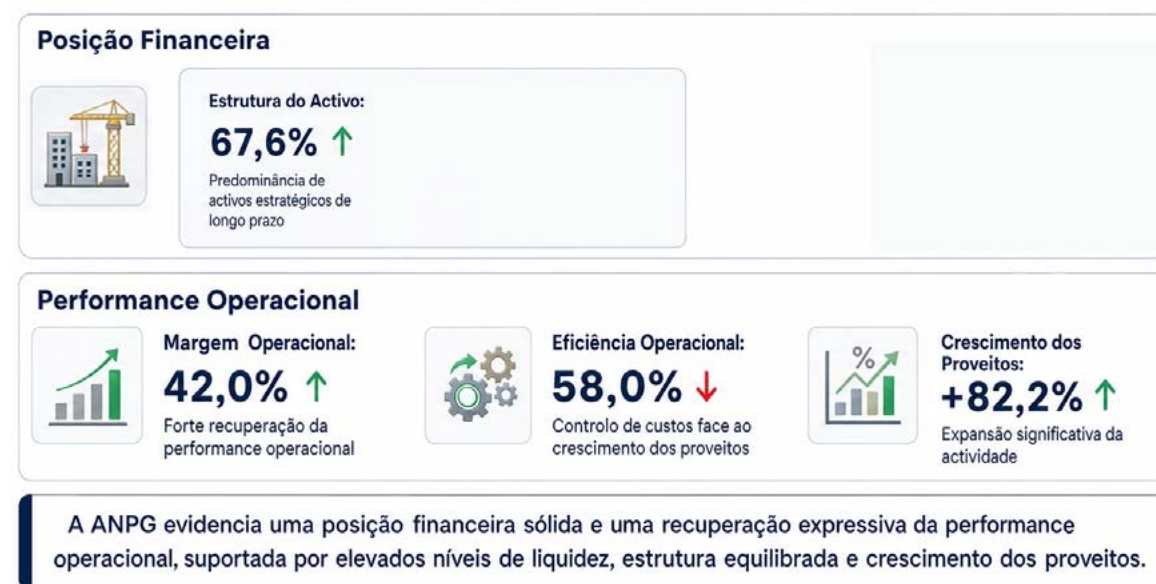 Posição Financeira
Estrutura do Activo:
67,6% ↑
Predominância de
activos estratégicos de
longo prazo
Performance Operacional
Margem Operacional:
42,0% ↑
Forte recuperação da
performance operacional
Eficiência Operacional:
58,0% ↓
Controlo de custos face ao
crescimento dos proveitos
%
Crescimento dos
Proveitos:
+82,2% ↑
Expansão significativa da
actividade
A ANPG evidencia uma posição financeira sólida e uma recuperação expressiva da performance
operacional, suportada por elevados níveis de liquidez, estrutura equilibrada e crescimento dos proveitos.